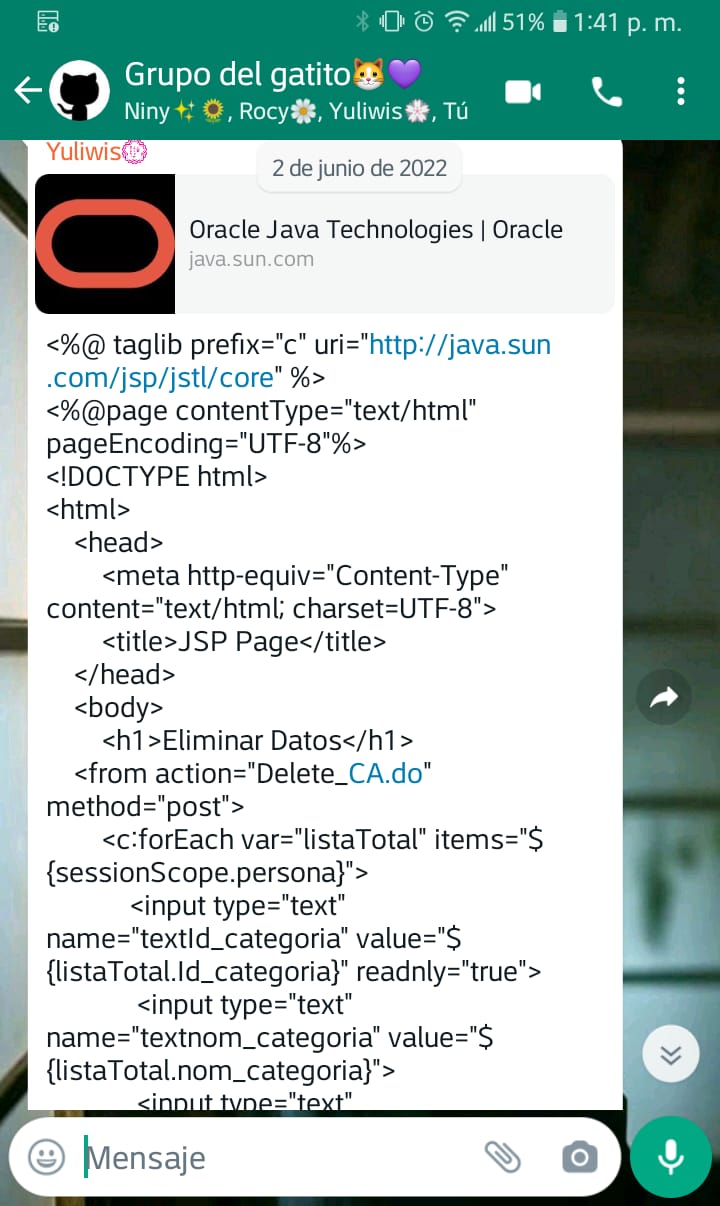 51% 1:41 p. m.
Grupo del gatito🐱💜
Niny✨🌻, Rocy🌼, Yuliwis🌸, Tú
Yuliwis💮
2 de junio de 2022
Oracle Java Technologies | Oracle
java.sun.com
<%@ taglib prefix="c" uri="http://java.sun
.com/jsp/jstl/core" %>
<%@page contentType="text/html"
pageEncoding="UTF-8"%>
<!DOCTYPE html>
<html>
<head>
<meta http-equiv="Content-Type"
content="text/html; charset=UTF-8">
<title>JSP Page</title>
</head>
<body>
<h1>Eliminar Datos</h1>
<from action="Delete_CA.do"
method="post">
<c:forEach var="listaTotal" items="$
{sessionScope.persona}">
<input type="text"
name="textId_categoria" value="$
{listaTotal.Id_categoria}" readnly="true">
<input type="text"
name="textnom_categoria" value="$
{listaTotal.nom_categoria}">
<input type="text"
Mensaje